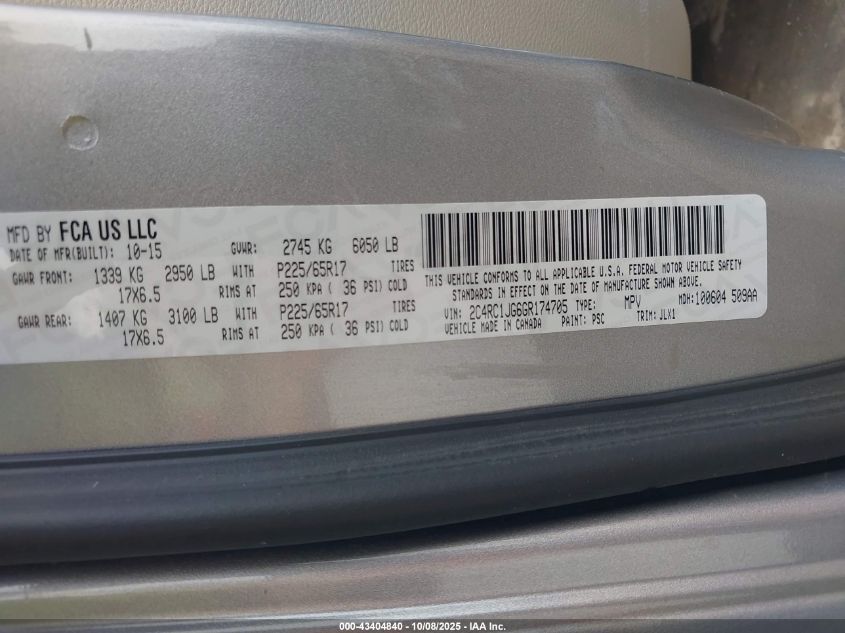 MFD BY FCA US LLC
DATE OF MFR(BUILT): 10-15 GVWR: 2745 KG 6050 LB
GAWR FRONT: 1339 KG 2950 LB WITH P225/65R17 TIRES
17X6.5 RIMS AT 250 KPA ( 36 PSI) COLD
GAWR REAR: 1407 KG 3100 LB WITH P225/65R17 TIRES
17X6.5 RIMS AT 250 KPA ( 36 PSI) COLD
THIS VEHICLE CONFORMS TO ALL APPLICABLE U.S.A. FEDERAL MOTOR VEHICLE SAFETY
STANDARDS IN EFFECT ON THE DATE OF MANUFACTURE SHOWN ABOVE.
VIN: 2C4RC1JG6GR174705 TYPE: MPV MDH: 100604 509AA
VEHICLE MADE IN CANADA PAINT: PSC TRIM: JLX1
000-43404840 - 10/08/2025 - IAA Inc.